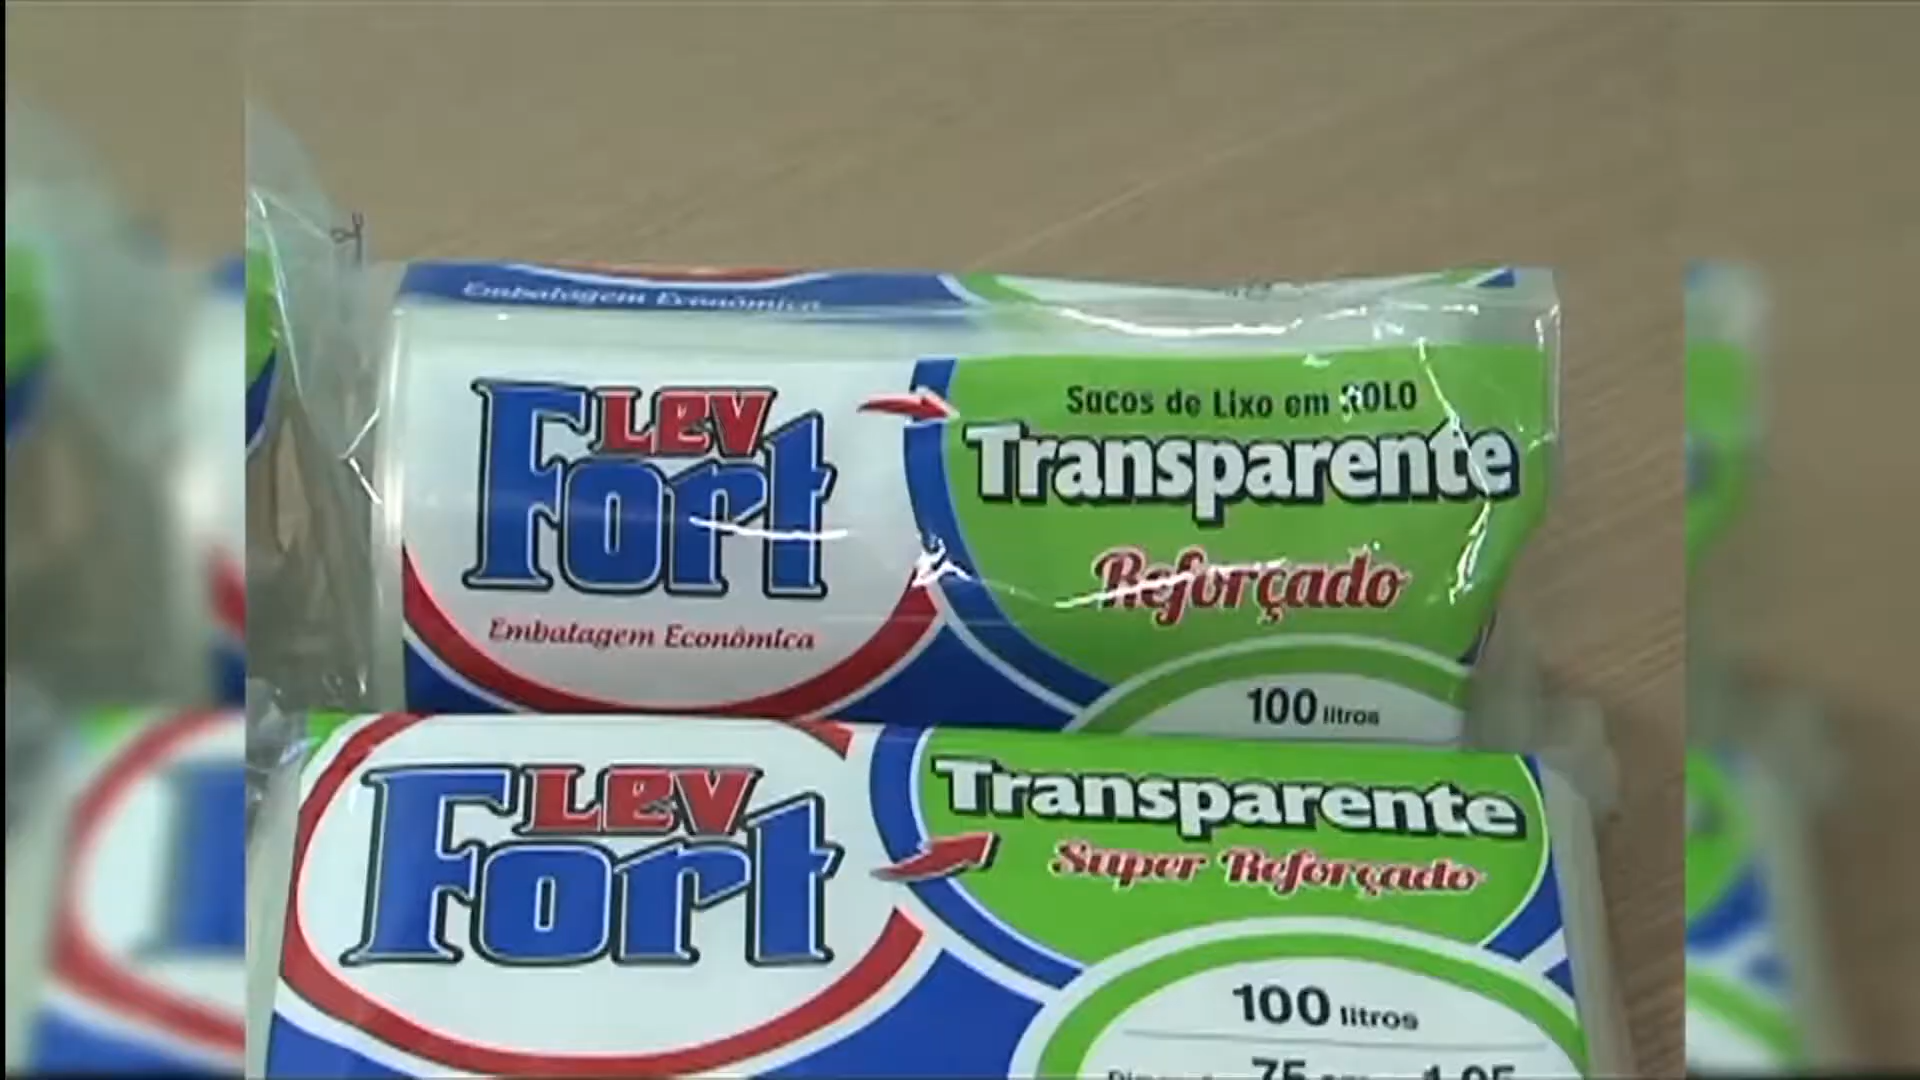 Embalagem Econômica
Lev
Fort
Embalagem Econômica
Sacos de Lixo em ROLO
Transparente
Reforçado
100 litros
Lev
Fort
Transparente
Super Reforçado
100 litros
75